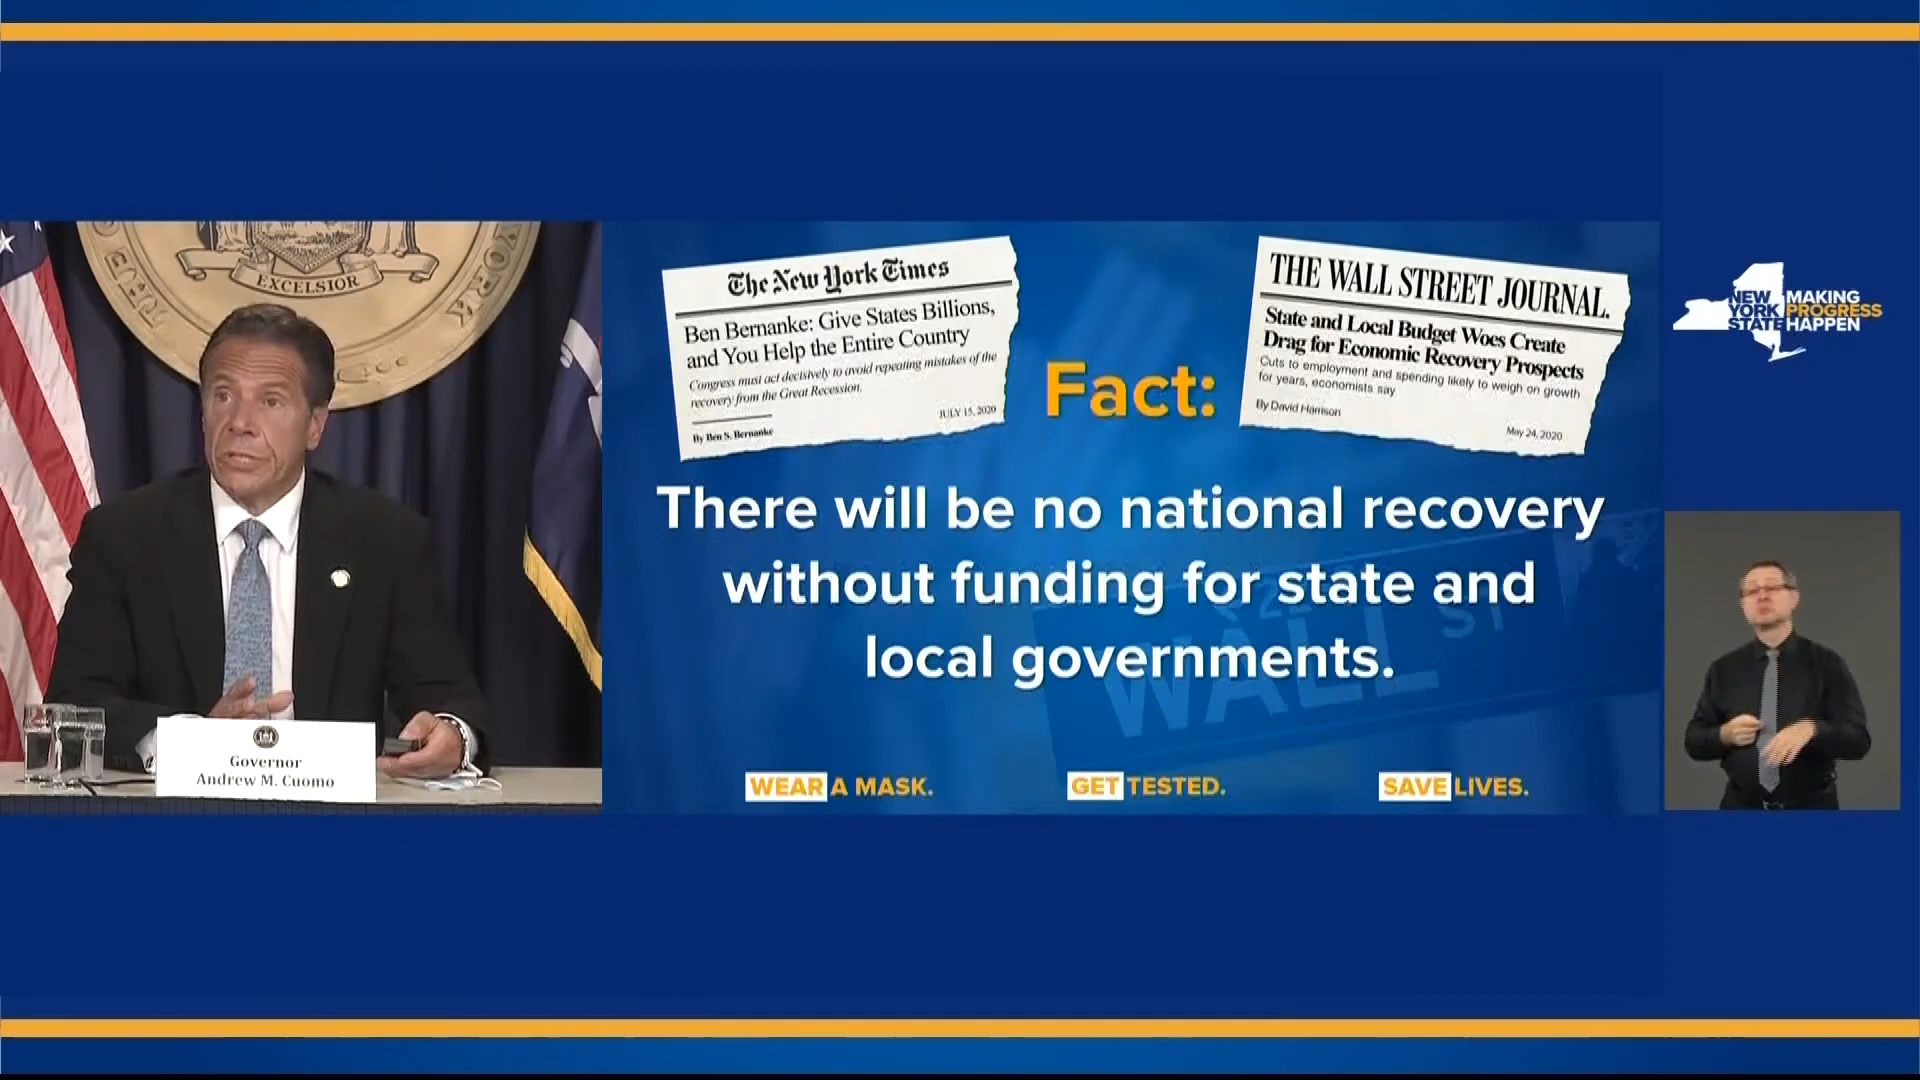 EXCELSIOR
Governor
Andrew M. Cuomo
The New York Times
Ben Bernanke: Give States Billions,
and You Help the Entire Country
Congress must act decisively to avoid repeating mistakes of the
recovery from the Great Recession.
JULY 15, 2020
By Ben S. Bernanke
Fact:
THE WALL STREET JOURNAL.
State and Local Budget Woes Create
Drag for Economic Recovery Prospects
Cuts to employment and spending likely to weigh on growth
for years, economists say
By David Harrison
May 24, 2020
There will be no national recovery
without funding for state and
local governments.
WALL ST
WEAR A MASK.
GET TESTED.
SAVE LIVES.
NEW YORK STATE
MAKING
PROGRESS
HAPPEN